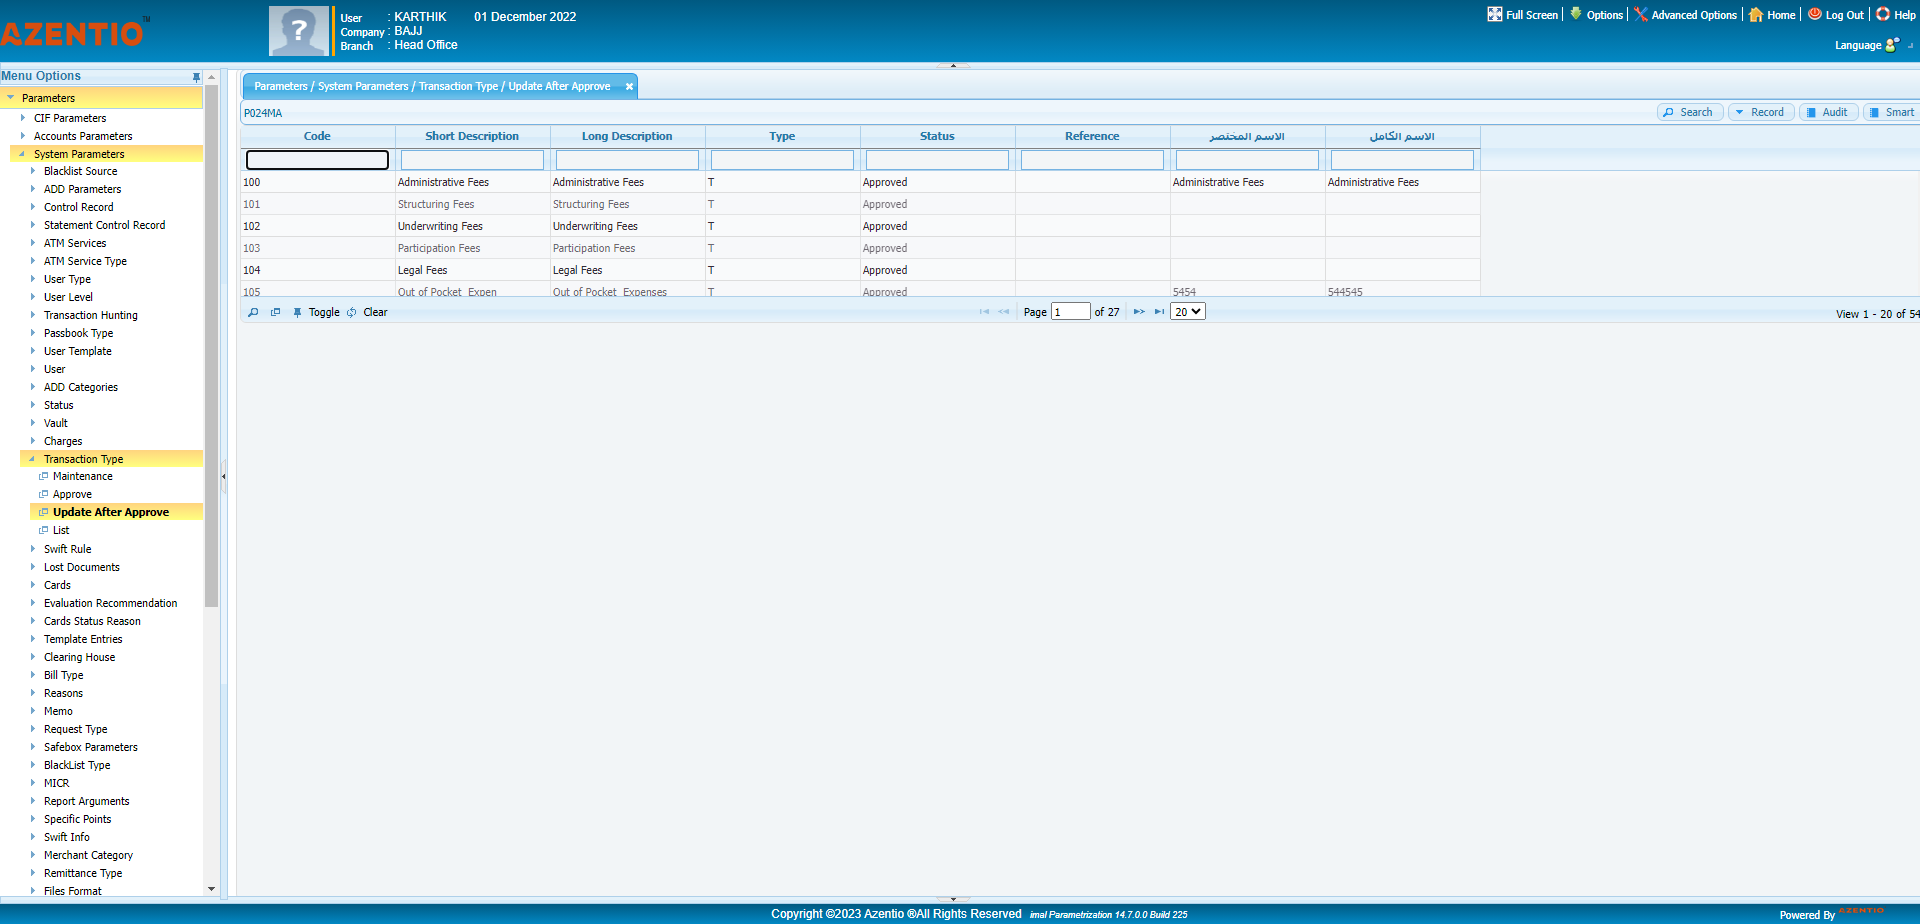 AZENTIO™
User : KARTHIK 01 December 2022
Company : BAJJ
Branch : Head Office
Full Screen | Options | Advanced Options | Home | Log Out | Help
Language
Menu Options
Parameters
CIF Parameters
Accounts Parameters
System Parameters
Blacklist Source
ADD Parameters
Control Record
Statement Control Record
ATM Services
ATM Service Type
User Type
User Level
Transaction Hunting
Passbook Type
User Template
User
ADD Categories
Status
Vault
Charges
Transaction Type
Maintenance
Approve
Update After Approve
List
Swift Rule
Lost Documents
Cards
Evaluation Recommendation
Cards Status Reason
Template Entries
Clearing House
Bill Type
Reasons
Memo
Request Type
Safebox Parameters
BlackList Type
MICR
Report Arguments
Specific Points
Swift Info
Merchant Category
Remittance Type
Files Format
Parameters / System Parameters / Transaction Type / Update After Approve
P024MA
Search Record Audit Smart
Code Short Description Long Description Type Status Reference الاسم المختصر الاسم الكامل
100 Administrative Fees Administrative Fees T Approved Administrative Fees Administrative Fees
101 Structuring Fees Structuring Fees T Approved
102 Underwriting Fees Underwriting Fees T Approved
103 Participation Fees Participation Fees T Approved
104 Legal Fees Legal Fees T Approved
105 Out of Pocket Expen Out of Pocket Expenses T Approved 5454 544545
Toggle Clear
Page 1 of 27 20
View 1 - 20 of 54
Copyright ©2023 Azentio ®All Rights Reserved imal Parametrization 14.7.0.0 Build 225
Powered By AZENTIO